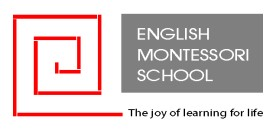 ENGLISH
MONTESSORI
SCHOOL
The joy of learning for life